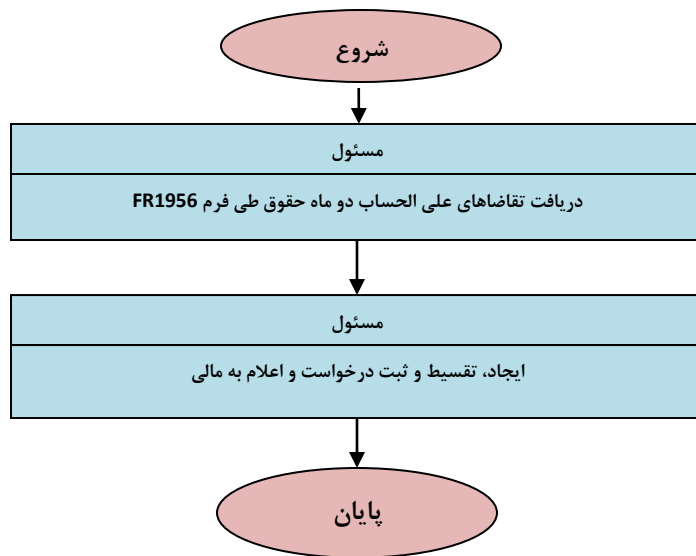 شروع
مسئول
دریافت تقاضاهای علی الحساب دو ماه حقوق طی فرم FR1956
مسئول
ایجاد، تقسیط و ثبت درخواست و اعلام به مالی
پایان